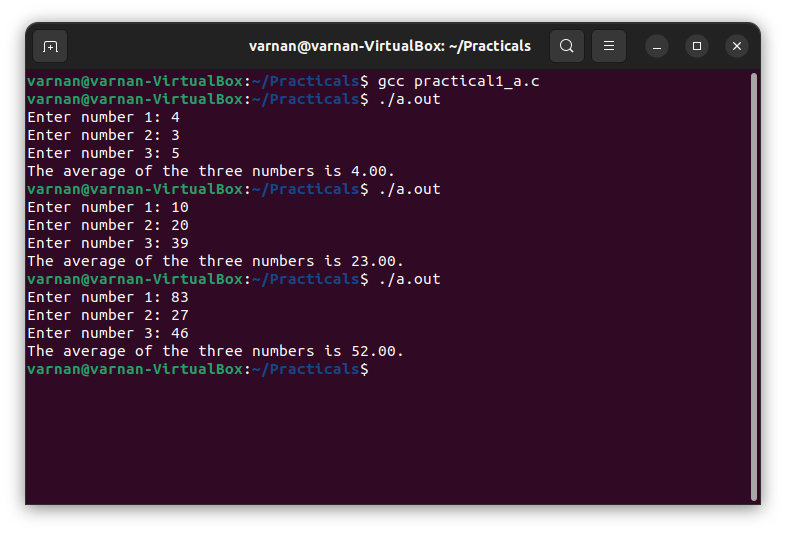 varnan@varnan-VirtualBox: ~/Practicals
varnan@varnan-VirtualBox:~/Practicals$ gcc practical1_a.c
varnan@varnan-VirtualBox:~/Practicals$ ./a.out
Enter number 1: 4
Enter number 2: 3
Enter number 3: 5
The average of the three numbers is 4.00.
varnan@varnan-VirtualBox:~/Practicals$ ./a.out
Enter number 1: 10
Enter number 2: 20
Enter number 3: 39
The average of the three numbers is 23.00.
varnan@varnan-VirtualBox:~/Practicals$ ./a.out
Enter number 1: 83
Enter number 2: 27
Enter number 3: 46
The average of the three numbers is 52.00.
varnan@varnan-VirtualBox:~/Practicals$